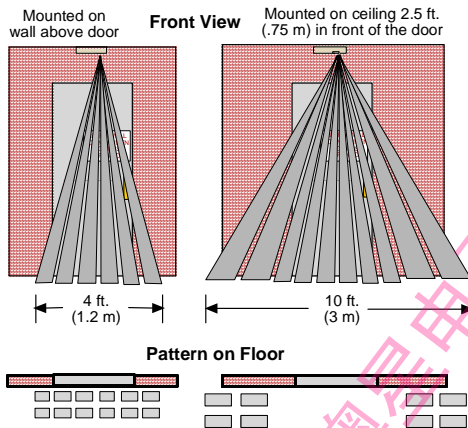 Mounted on
wall above door
Front View
Mounted on ceiling 2.5 ft.
(.75 m) in front of the door
4 ft.
(1.2 m)
10 ft.
(3 m)
Pattern on Floor